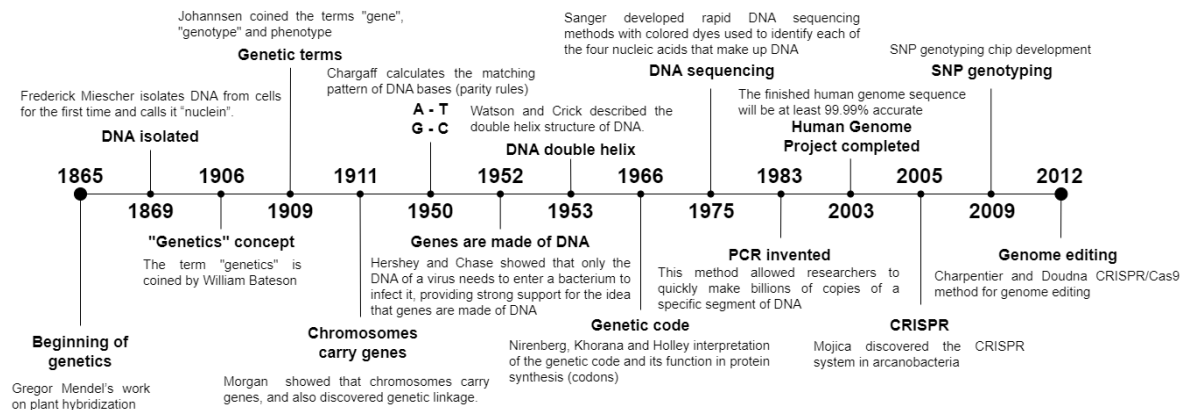 Johannsen coined the terms "gene",
"genotype" and phenotype
Genetic terms
Sanger developed rapid DNA sequencing
methods with colored dyes used to identify each
of the four nucleic acids that make up DNA
DNA sequencing
SNP genotyping chip development
SNP genotyping
Frederick Miescher isolates DNA from cells
for the first time and calls it “nuclein”.
DNA isolated
Chargaff calculates the matching
pattern of DNA bases (parity rules)
A - T
G - C
Watson and Crick described the
double helix structure of DNA.
DNA double helix
The finished human genome sequence
will be at least 99.99% accurate
Human Genome
Project completed
1865 1906 1911 1952 1966 1983 2005 2012
1869 1909 1950 1953 1975 2003 2009
"Genetics" concept
The term "genetics" is
coined by William Bateson
Genes are made of DNA
Hershey and Chase showed that only the
DNA of a virus needs to enter a bacterium to
infect it, providing strong support for the idea
that genes are made of DNA
PCR invented
This method allowed researchers to
quickly make billions of copies of a
specific segment of DNA
Genome editing
Charpentier and Doudna CRISPR/Cas9
method for genome editing
Beginning of
genetics
Gregor Mendel’s work
on plant hybridization
Chromosomes
carry genes
Morgan showed that chromosomes carry
genes, and also discovered genetic linkage.
Genetic code
Nirenberg, Khorana and Holley interpretation
of the genetic code and its function in protein
synthesis (codons)
CRISPR
Mojica discovered the CRISPR
system in arcanobacteria